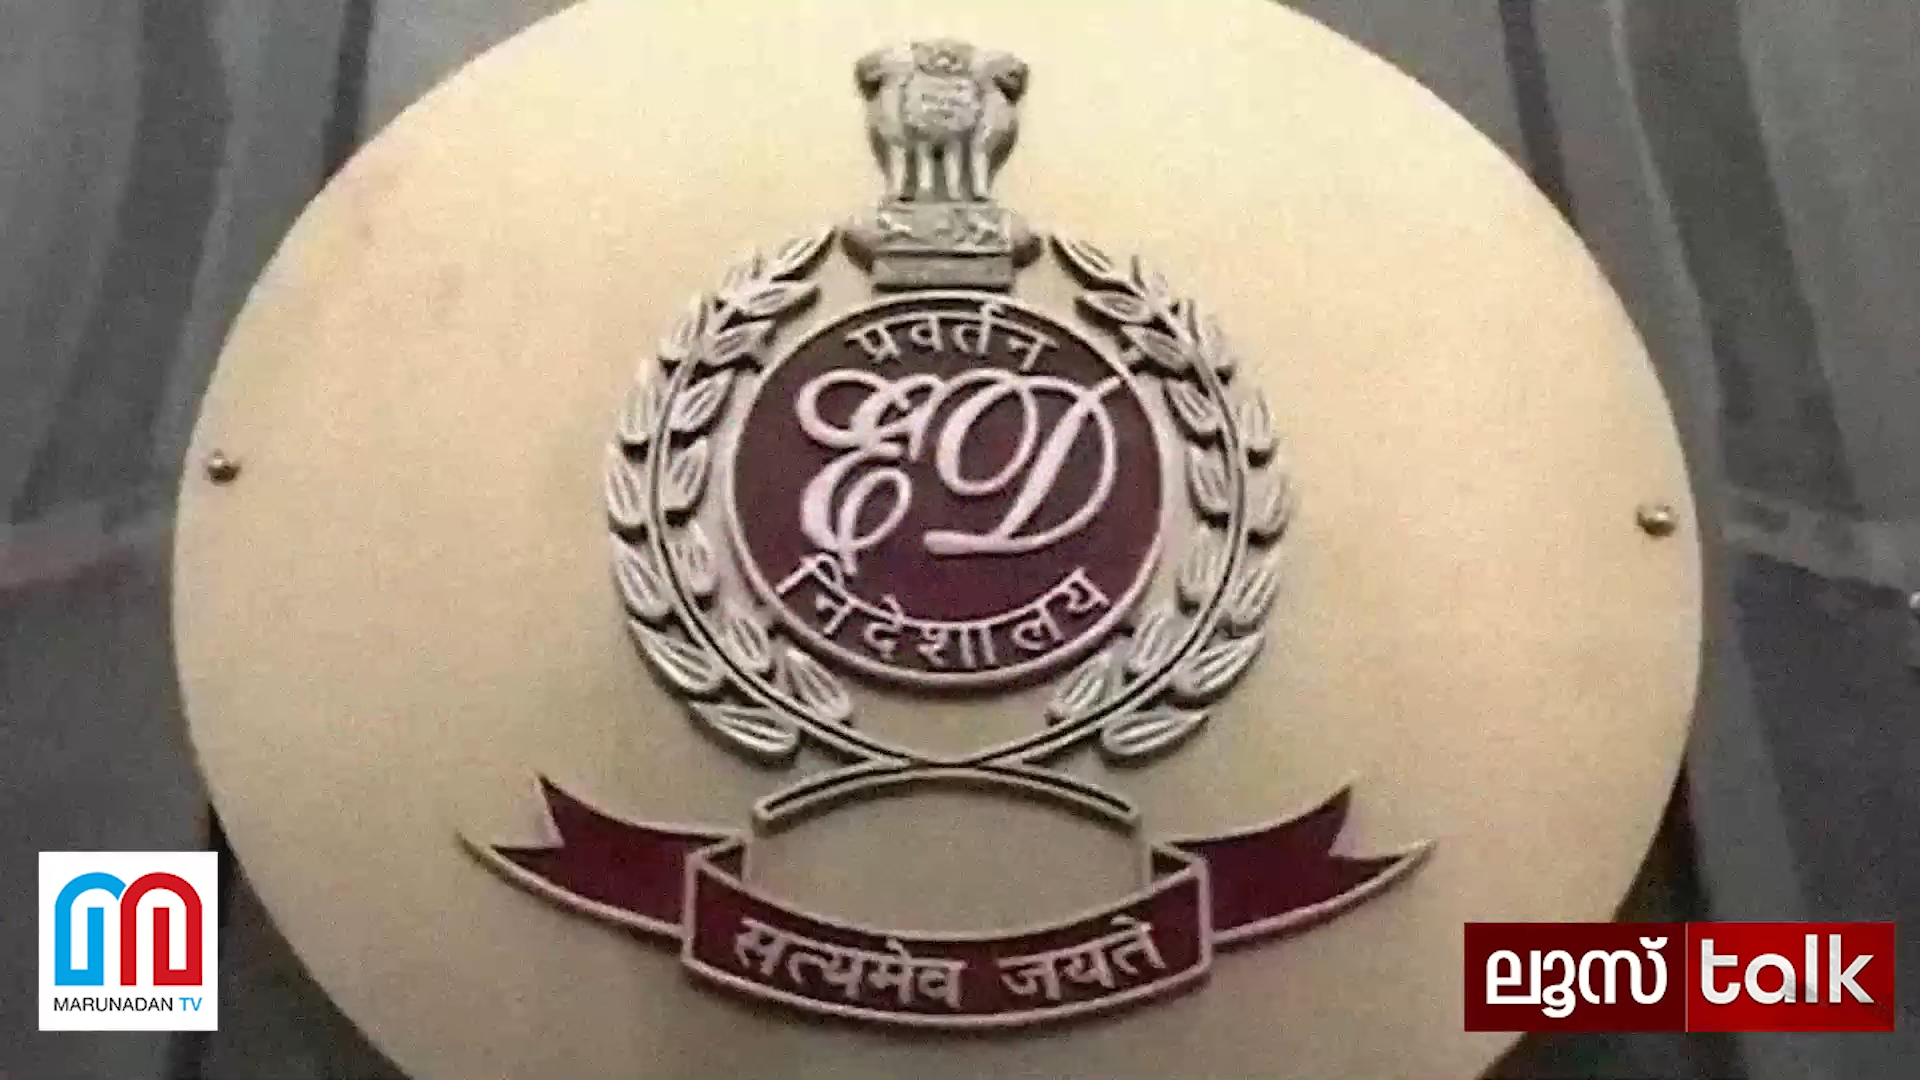 प्रवर्तन
ED
निदेशालय
सत्यमेव जयते
MARUNADAN TV
ലൂസ് talk